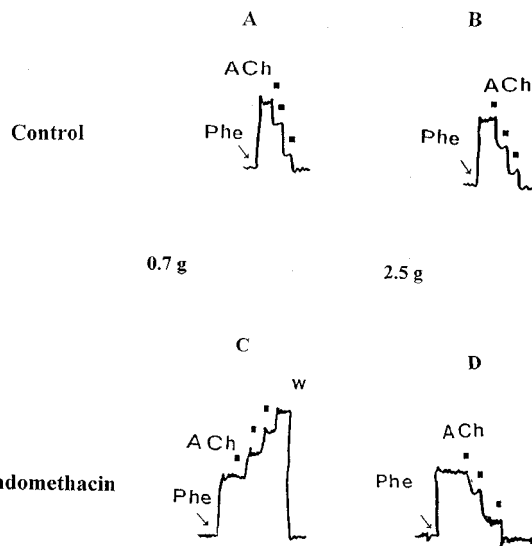 A
B
ACh
ACh
Control
Phe
Phe
0.7 g
2.5 g
C
D
W
ACh
ACh
ndomethacin
Phe
Phe